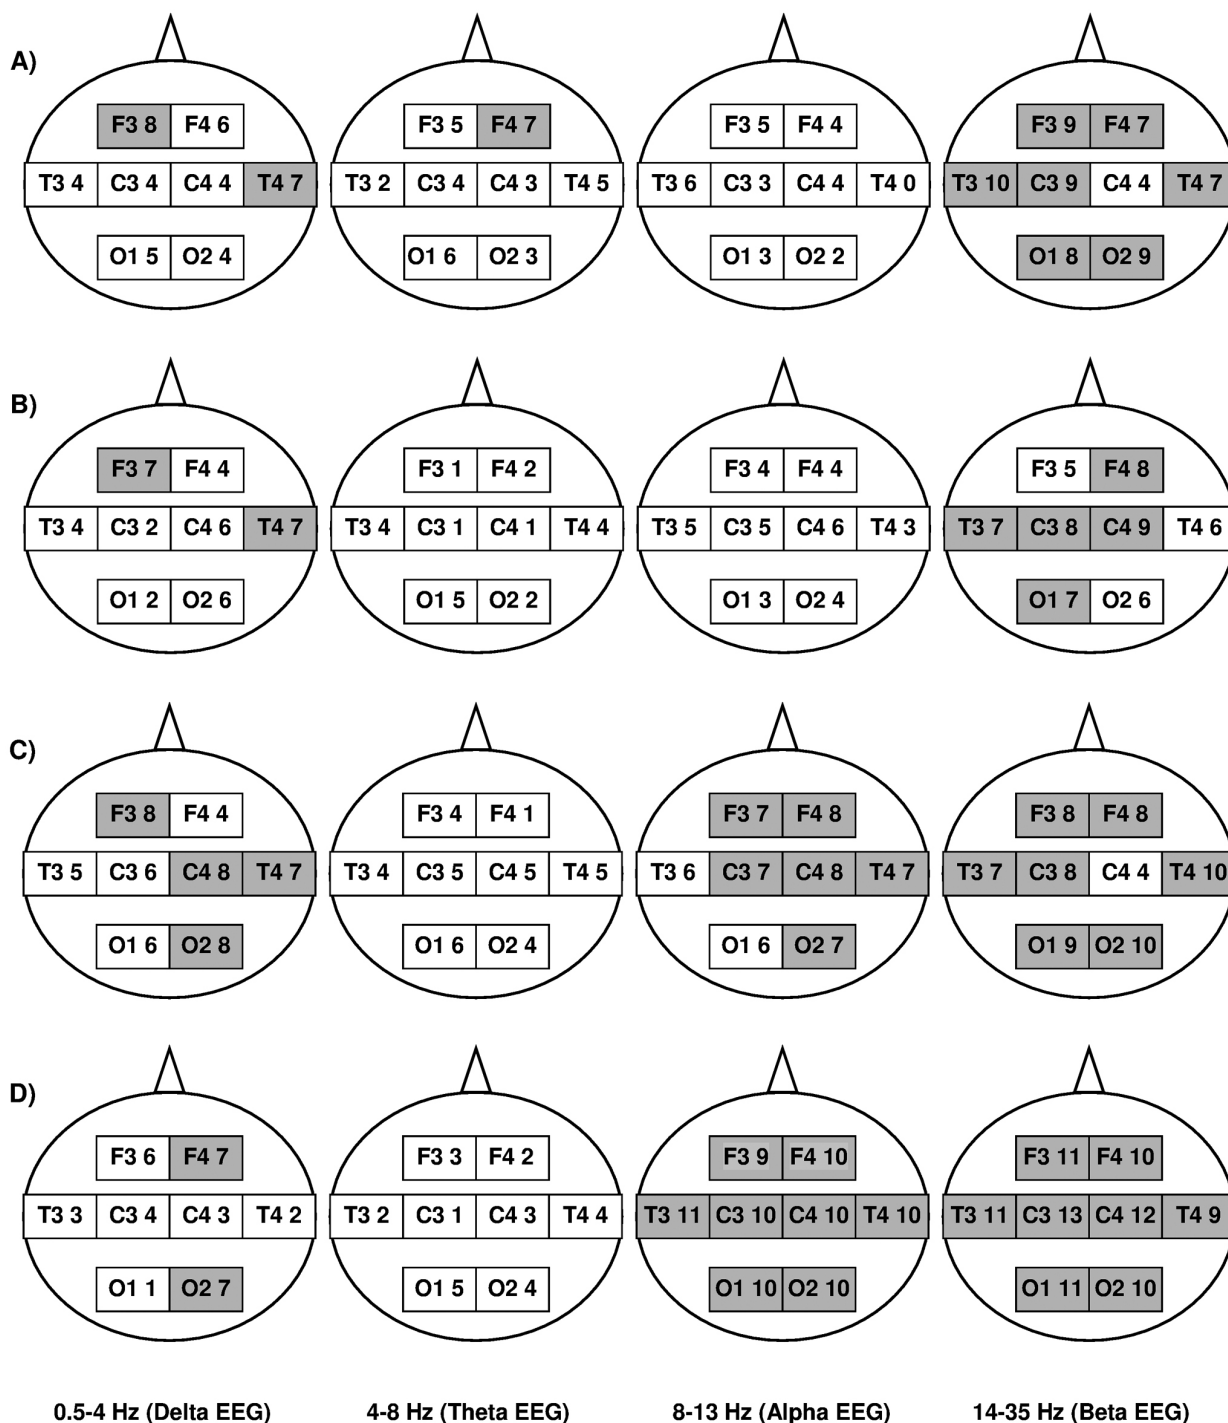 A)
F3 8 F4 6 F3 5 F4 7 F3 5 F4 4 F3 9 F4 7
T3 4 C3 4 C4 4 T4 7 T3 2 C3 4 C4 3 T4 5 T3 6 C3 3 C4 4 T4 0 T3 10 C3 9 C4 4 T4 7
O1 5 O2 4 O1 6 O2 3 O1 3 O2 2 O1 8 O2 9
B)
F3 7 F4 4 F3 1 F4 2 F3 4 F4 4 F3 5 F4 8
T3 4 C3 2 C4 6 T4 7 T3 4 C3 1 C4 1 T4 4 T3 5 C3 5 C4 6 T4 3 T3 7 C3 8 C4 9 T4 6
O1 2 O2 6 O1 5 O2 2 O1 3 O2 4 O1 7 O2 6
C)
F3 8 F4 4 F3 4 F4 1 F3 7 F4 8 F3 8 F4 8
T3 5 C3 6 C4 8 T4 7 T3 4 C3 5 C4 5 T4 5 T3 6 C3 7 C4 8 T4 7 T3 7 C3 8 C4 4 T4 10
O1 6 O2 8 O1 6 O2 4 O1 6 O2 7 O1 9 O2 10
D)
F3 6 F4 7 F3 3 F4 2 F3 9 F4 10 F3 11 F4 10
T3 3 C3 4 C4 3 T4 2 T3 2 C3 1 C4 3 T4 4 T3 11 C3 10 C4 10 T4 10 T3 11 C3 13 C4 12 T4 9
O1 1 O2 7 O1 5 O2 4 O1 10 O2 10 O1 11 O2 10
0.5-4 Hz (Delta EEG) 4-8 Hz (Theta EEG) 8-13 Hz (Alpha EEG) 14-35 Hz (Beta EEG)